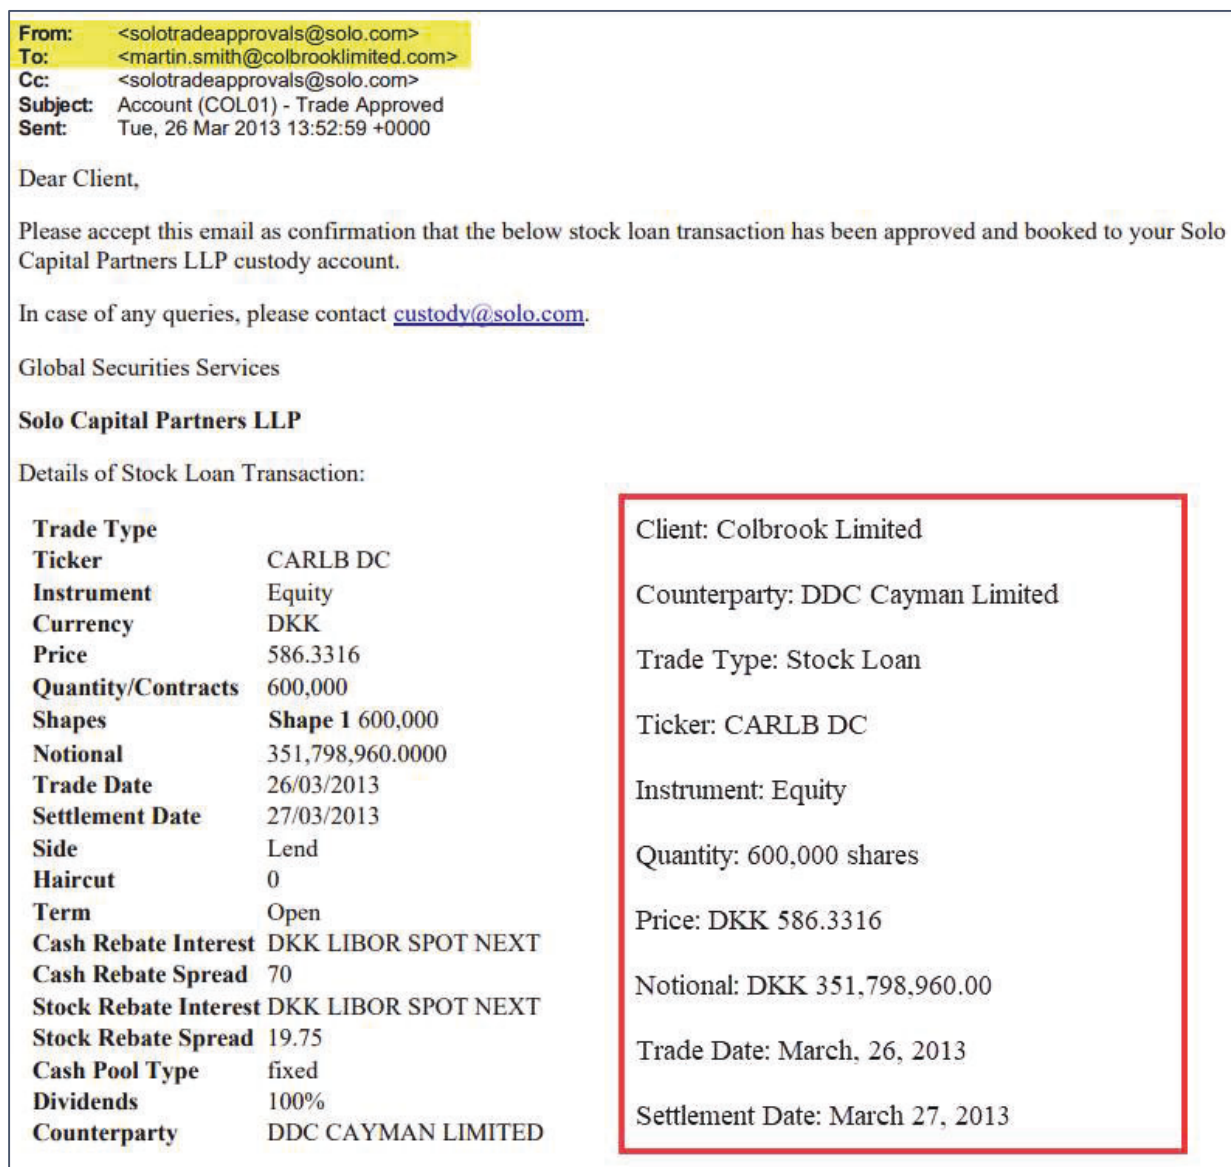 From: <solotradeapprovals@solo.com>
To: <martin.smith@colbrooklimited.com>
Cc: <solotradeapprovals@solo.com>
Subject: Account (COL01) - Trade Approved
Sent: Tue, 26 Mar 2013 13:52:59 +0000
Dear Client,
Please accept this email as confirmation that the below stock loan transaction has been approved and booked to your Solo
Capital Partners LLP custody account.
In case of any queries, please contact custody@solo.com.
Global Securities Services
Solo Capital Partners LLP
Details of Stock Loan Transaction:
Trade Type
Ticker CARLB DC
Instrument Equity
Currency DKK
Price 586.3316
Quantity/Contracts 600,000
Shapes Shape 1 600,000
Notional 351,798,960.0000
Trade Date 26/03/2013
Settlement Date 27/03/2013
Side Lend
Haircut 0
Term Open
Cash Rebate Interest DKK LIBOR SPOT NEXT
Cash Rebate Spread 70
Stock Rebate Interest DKK LIBOR SPOT NEXT
Stock Rebate Spread 19.75
Cash Pool Type fixed
Dividends 100%
Counterparty DDC CAYMAN LIMITED
Client: Colbrook Limited
Counterparty: DDC Cayman Limited
Trade Type: Stock Loan
Ticker: CARLB DC
Instrument: Equity
Quantity: 600,000 shares
Price: DKK 586.3316
Notional: DKK 351,798,960.00
Trade Date: March, 26, 2013
Settlement Date: March 27, 2013